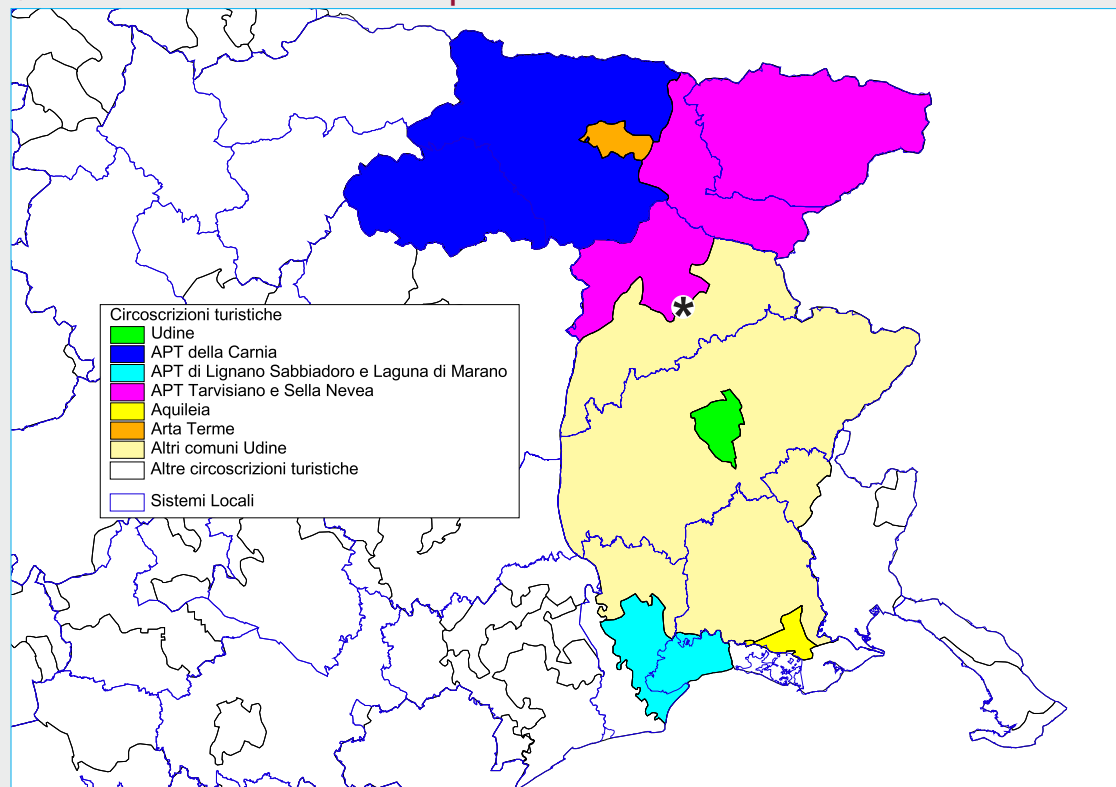 Circoscrizioni turistiche
Udine
APT della Carnia
APT di Lignano Sabbiadoro e Laguna di Marano
APT Tarvisiano e Sella Nevea
Aquileia
Arta Terme
Altri comuni Udine
Altre circoscrizioni turistiche
Sistemi Locali
*